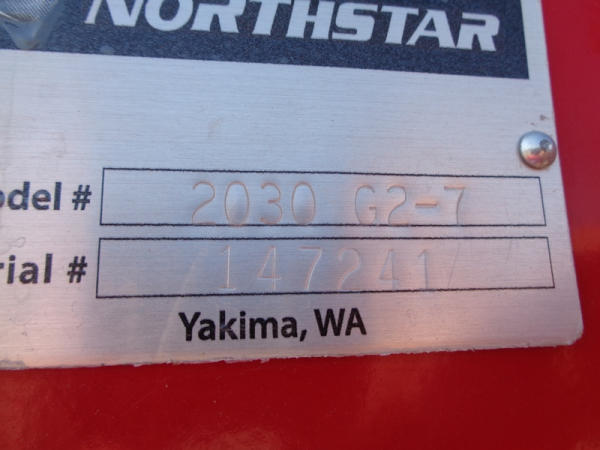 NORTHSTAR
odel # 2030 G2-7
rial # 147241
Yakima, WA